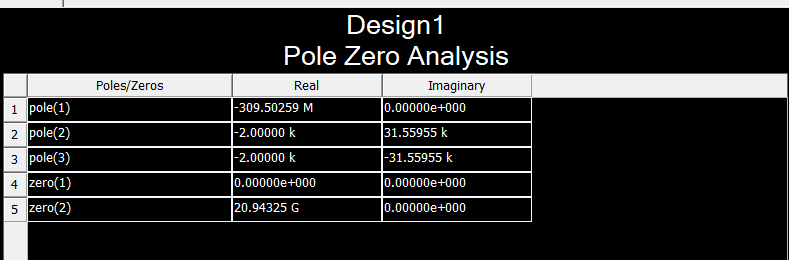 Design1
Pole Zero Analysis
Poles/Zeros Real Imaginary
1 pole(1) -309.50259 M 0.00000e+000
2 pole(2) -2.00000 k 31.55955 k
3 pole(3) -2.00000 k -31.55955 k
4 zero(1) 0.00000e+000 0.00000e+000
5 zero(2) 20.94325 G 0.00000e+000